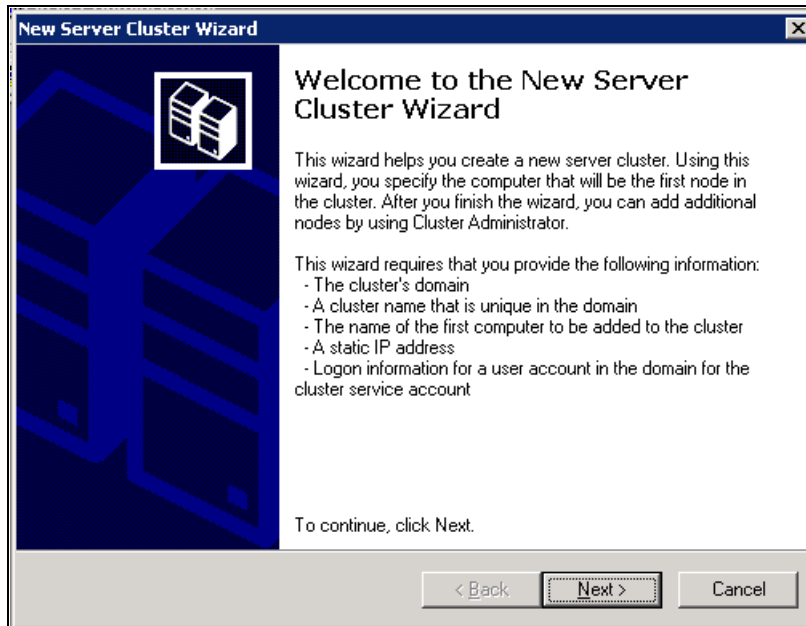 New Server Cluster Wizard
Welcome to the New Server
Cluster Wizard
This wizard helps you create a new server cluster. Using this
wizard, you specify the computer that will be the first node in
the cluster. After you finish the wizard, you can add additional
nodes by using Cluster Administrator.
This wizard requires that you provide the following information:
- The cluster's domain
- A cluster name that is unique in the domain
- The name of the first computer to be added to the cluster
- A static IP address
- Logon information for a user account in the domain for the
cluster service account
To continue, click Next.
< Back Next > Cancel